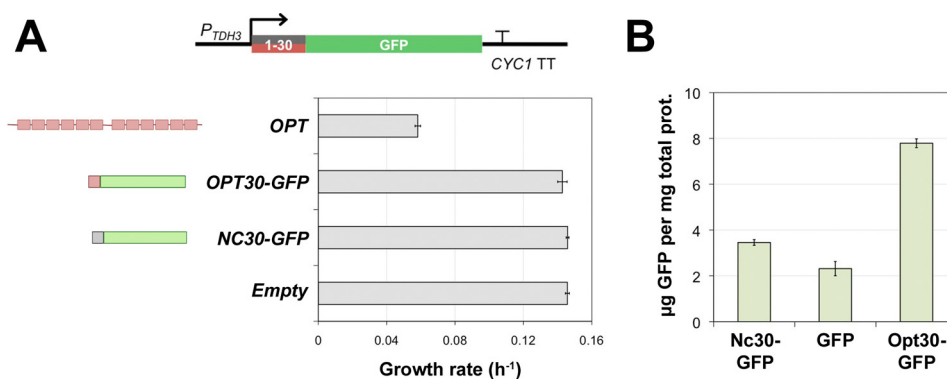 A
P_TDH3
1-30
GFP
CYC1 TT
OPT
OPT30-GFP
NC30-GFP
Empty
0 0.04 0.08 0.12 0.16
Growth rate (h⁻¹)
B
µg GFP per mg total prot.
10
8
6
4
2
0
Nc30-
GFP
GFP
Opt30-
GFP